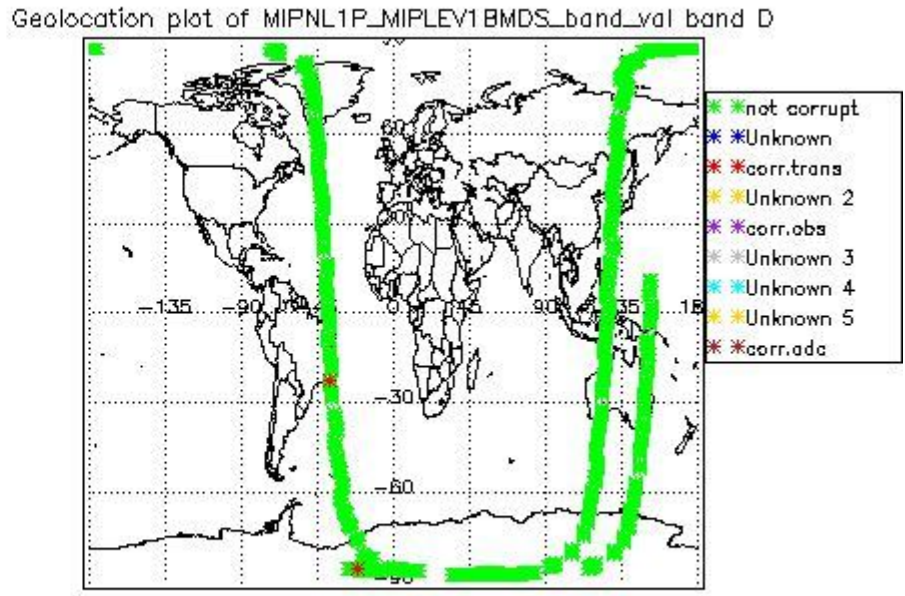 Geolocation plot of MIPNL1P_MIPLEV1BMDS_band_val band D
not corrupt
Unknown
corr.trans
Unknown 2
corr.obs
Unknown 3
Unknown 4
Unknown 5
corr.adc
-135 -90 0 45 90 135
-30
-60
-90